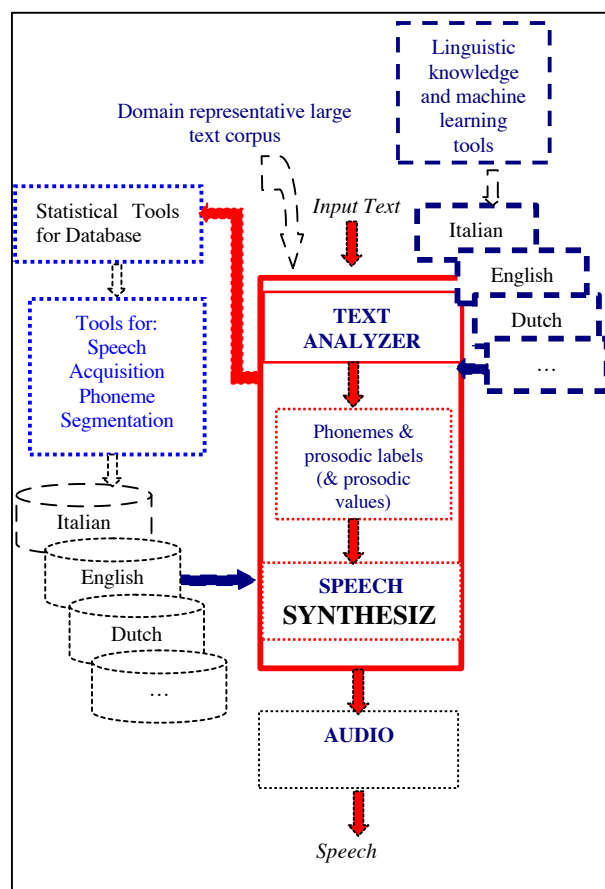 Linguistic
knowledge
and machine
learning
tools
Domain representative large
text corpus
Input Text
Statistical Tools
for Database
Italian
English
Dutch
…
TEXT
ANALYZER
Tools for:
Speech
Acquisition
Phoneme
Segmentation
Phonemes &
prosodic labels
(& prosodic
values)
Italian
English
Dutch
…
SPEECH
SYNTHESIZ
AUDIO
Speech